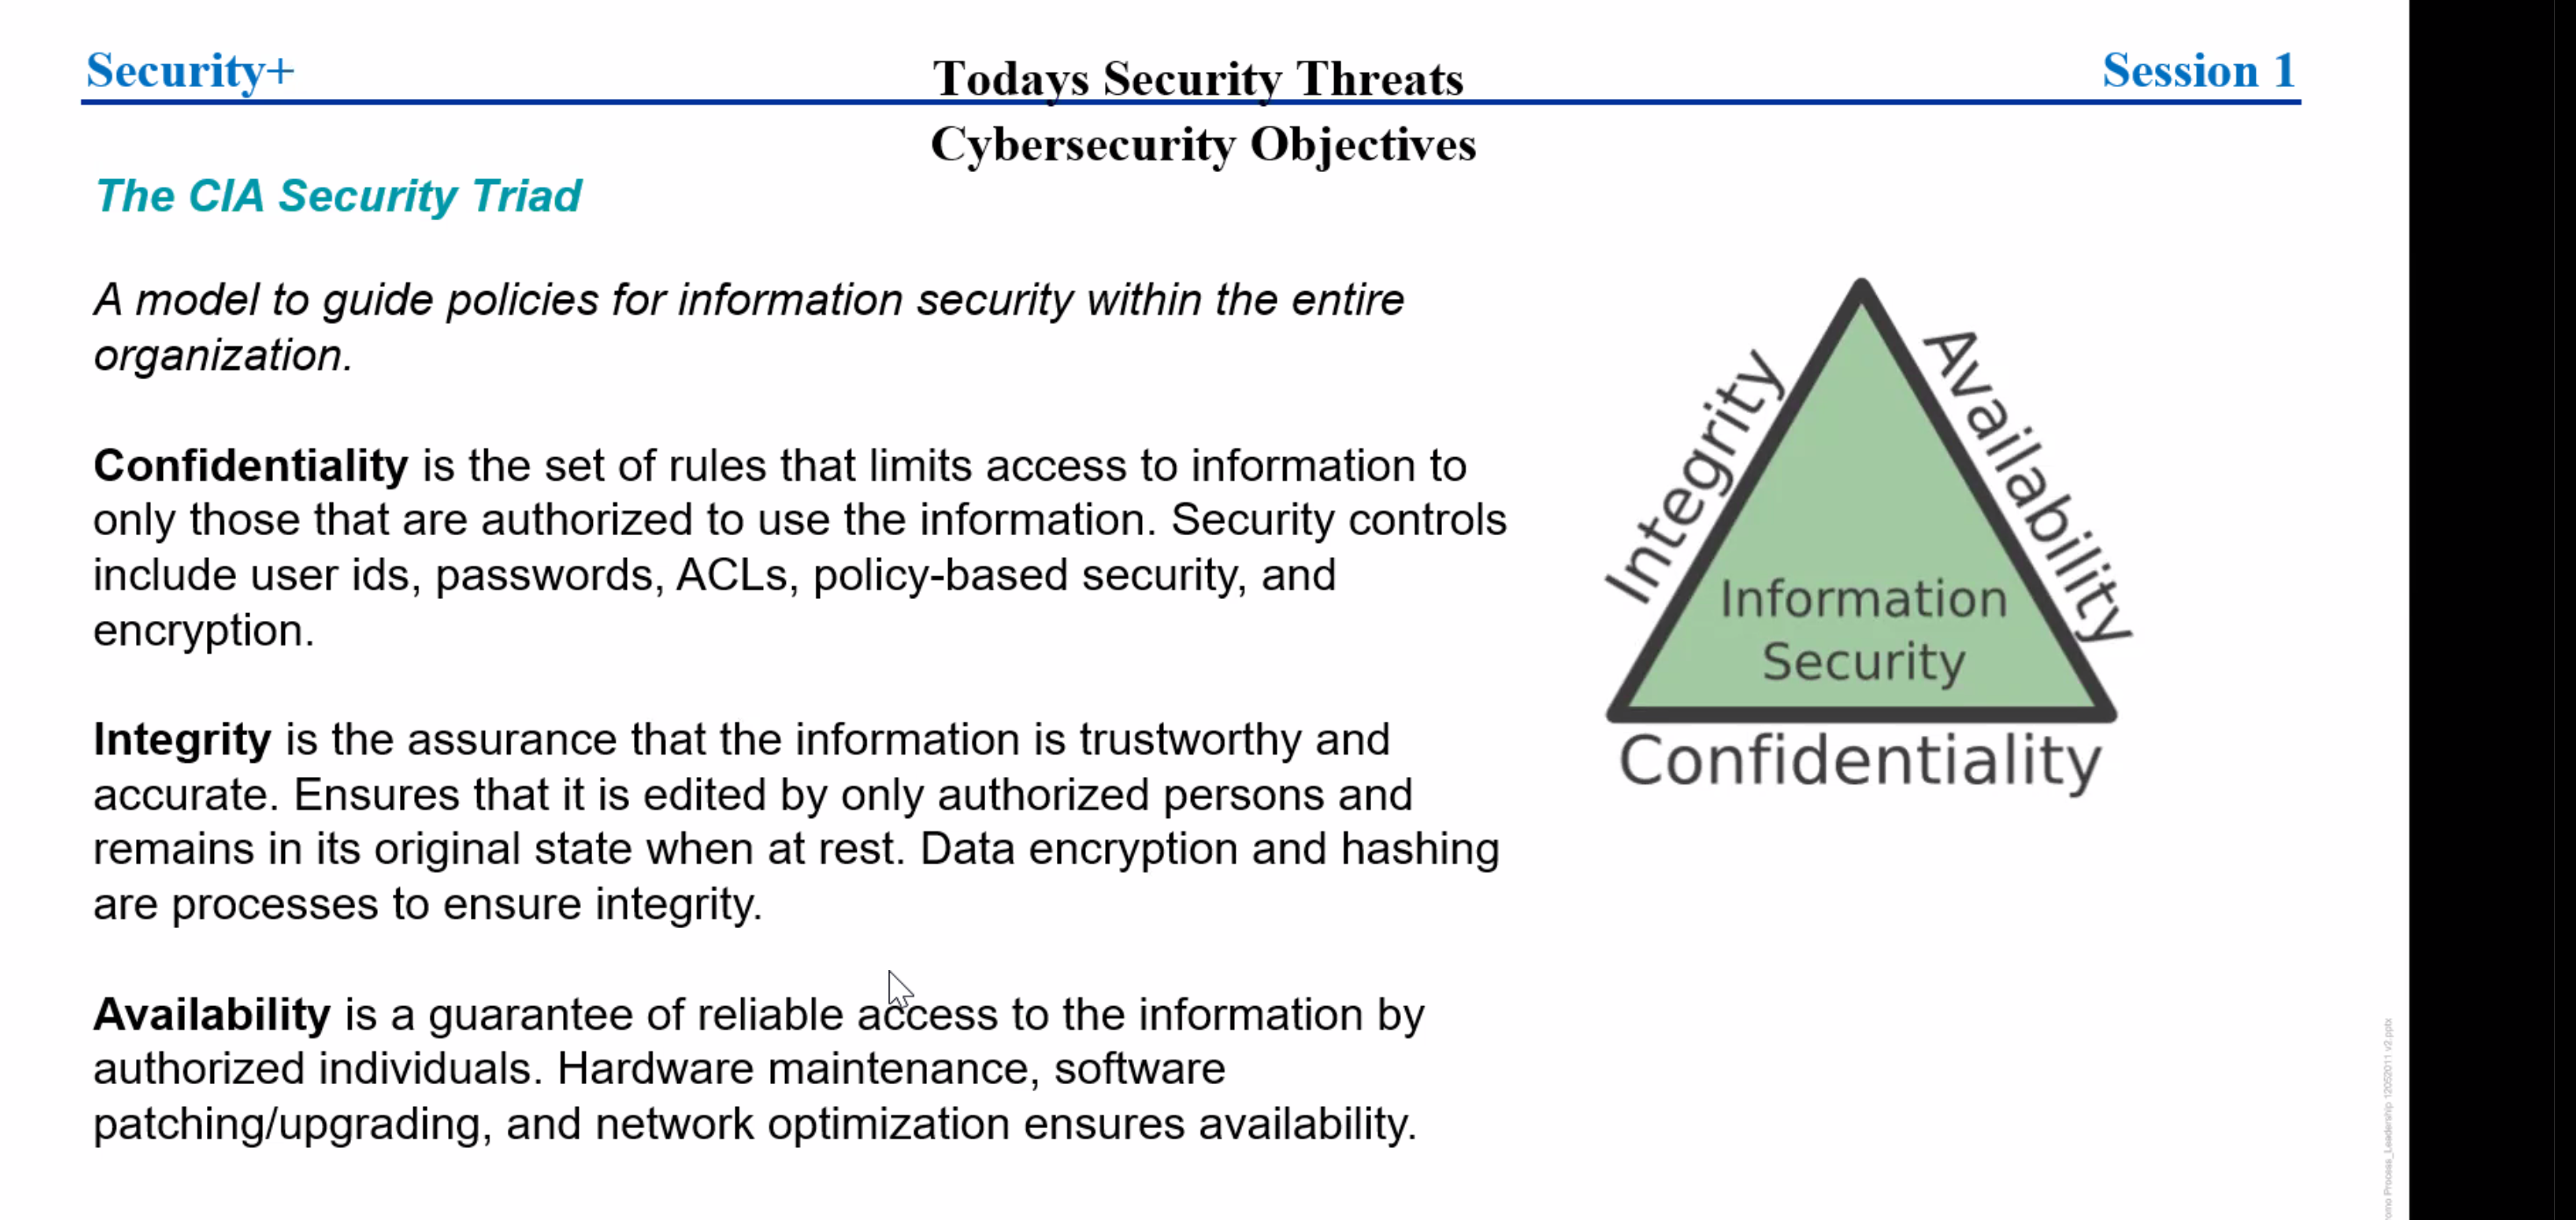 Security+
Todays Security Threats
Session 1
Cybersecurity Objectives
The CIA Security Triad
A model to guide policies for information security within the entire
organization.
Confidentiality is the set of rules that limits access to information to
only those that are authorized to use the information. Security controls
include user ids, passwords, ACLs, policy-based security, and
encryption.
Integrity is the assurance that the information is trustworthy and
accurate. Ensures that it is edited by only authorized persons and
remains in its original state when at rest. Data encryption and hashing
are processes to ensure integrity.
Availability is a guarantee of reliable access to the information by
authorized individuals. Hardware maintenance, software
patching/upgrading, and network optimization ensures availability.
Integrity
Availability
Information
Security
Confidentiality
Process_Leadership 12052011 v2.pptx